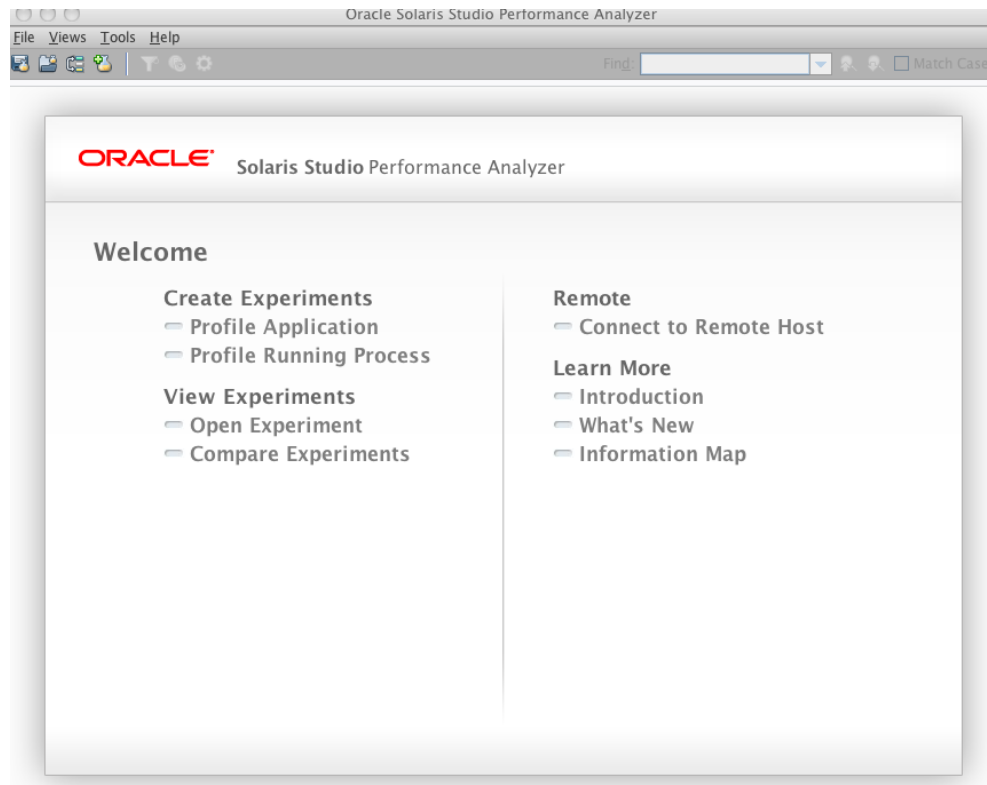 Oracle Solaris Studio Performance Analyzer
File Views Tools Help
Find: Match Case
ORACLE Solaris Studio Performance Analyzer
Welcome
Create Experiments
Profile Application
Profile Running Process
View Experiments
Open Experiment
Compare Experiments
Remote
Connect to Remote Host
Learn More
Introduction
What's New
Information Map